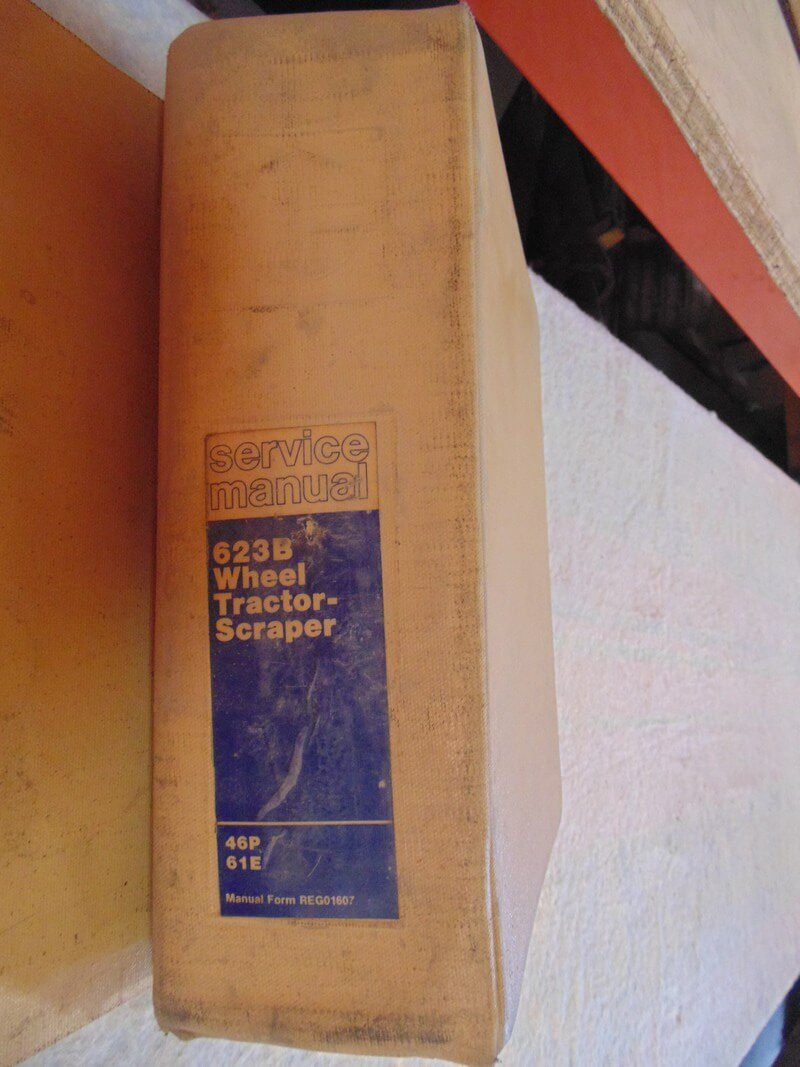 service
manual
623B
Wheel
Tractor-
Scraper
46P
61E
Manual Form REG01607